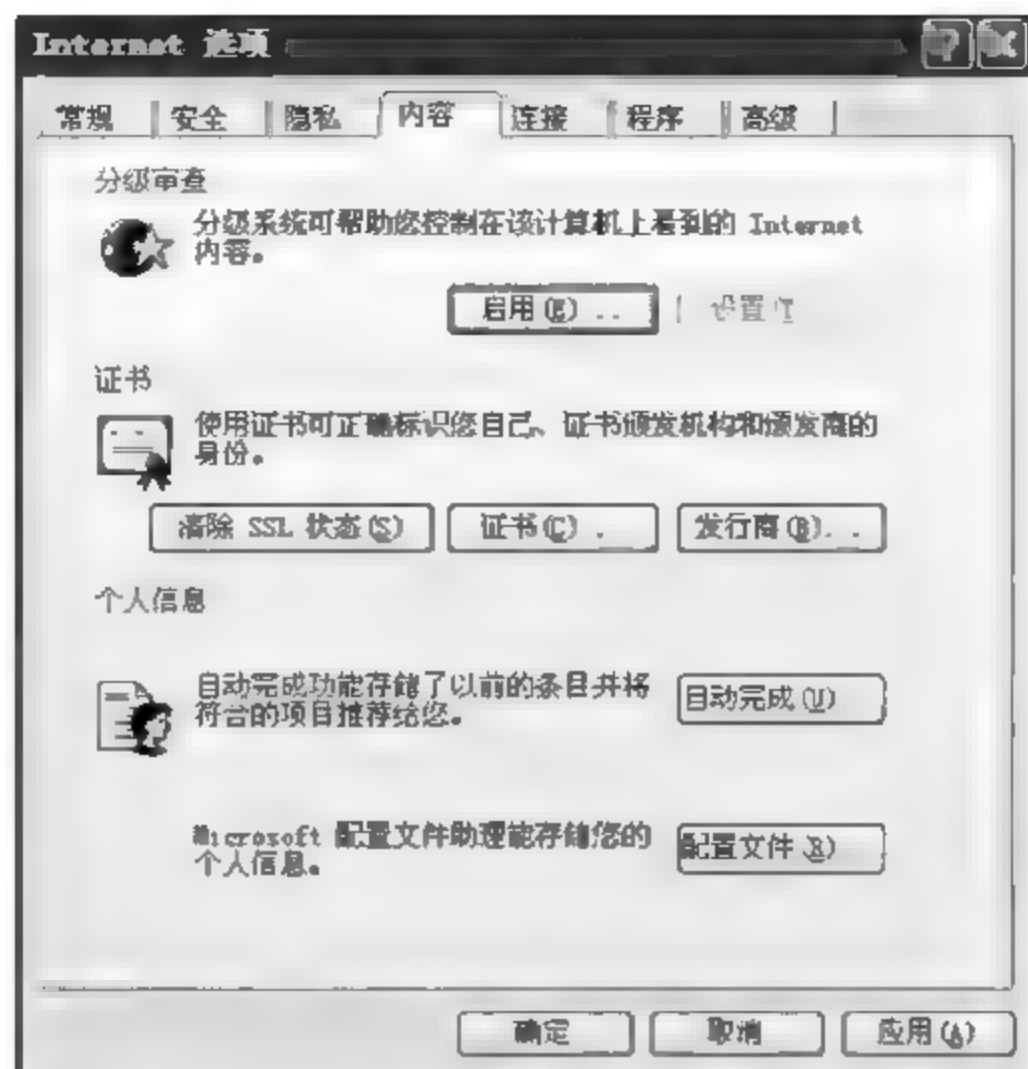 Internet 选项
常规 安全 隐私 内容 连接 程序 高级
分级审查
分级系统可帮助您控制在该计算机上看到的 Internet
内容。
启用(E)... 设置(T
证书
使用证书可正确标识您自己、证书颁发机构和颁发商的
身份。
清除 SSL 状态(S) 证书(C)... 发行商(B)...
个人信息
自动完成功能存储了以前的条目并将 自动完成(U)
符合的项目推荐给您。
Microsoft 配置文件助理能存储您的 配置文件(R)
个人信息。
确定 取消 应用(A)